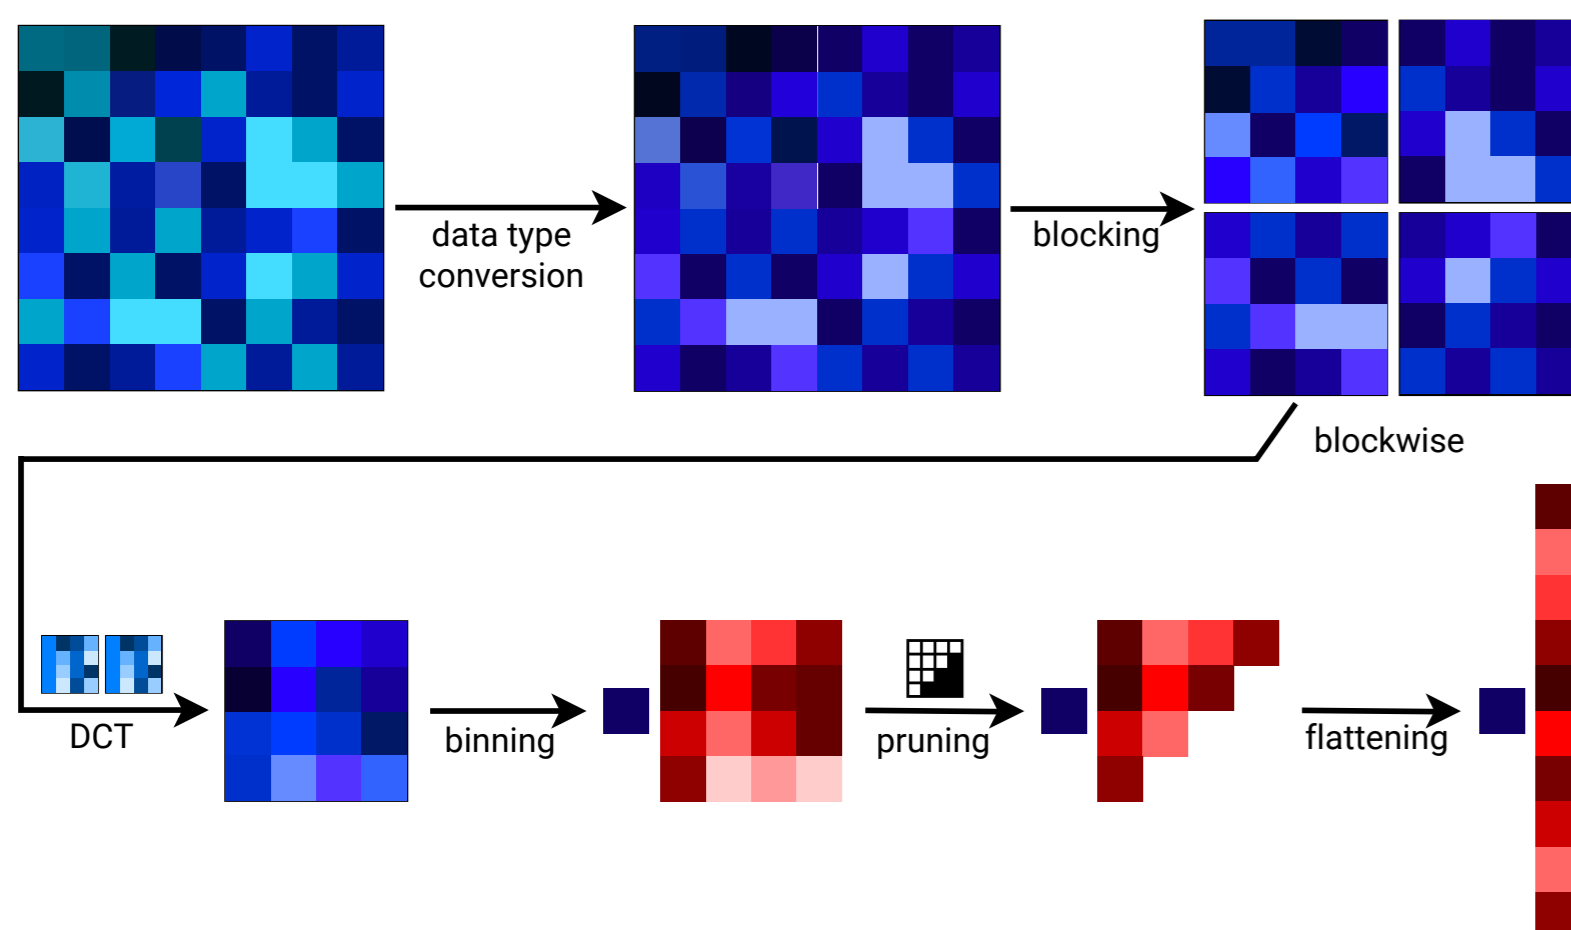 data type
conversion
blocking
blockwise
DCT
binning
pruning
flattening